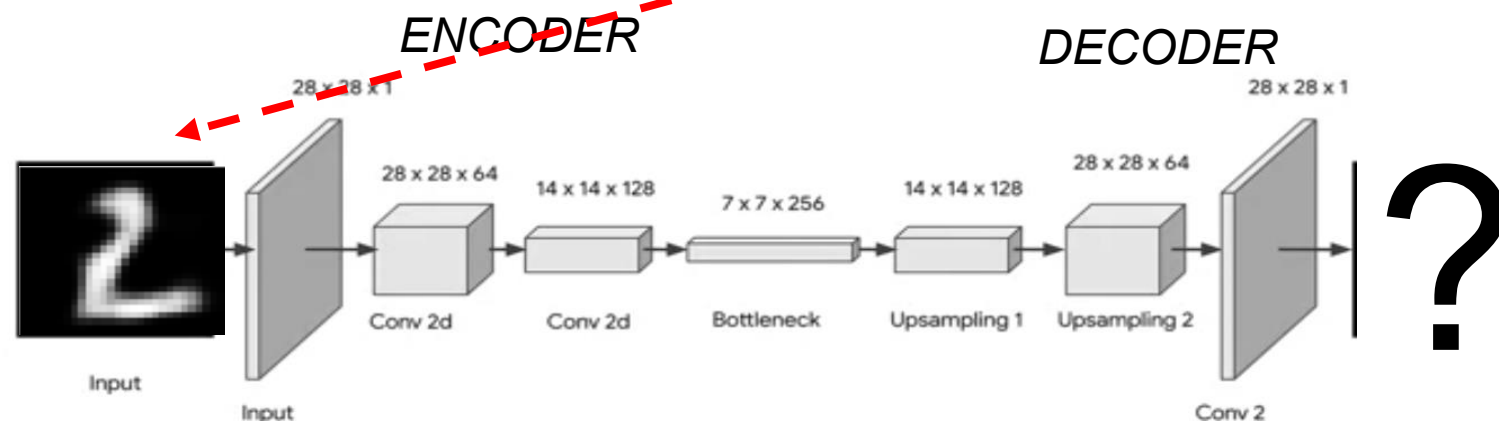 ENCODER
DECODER
28 x 28 x 1
28 x 28 x 1
28 x 28 x 64
14 x 14 x 128
7 x 7 x 256
14 x 14 x 128
28 x 28 x 64
?
Conv 2d
Conv 2d
Bottleneck
Upsampling 1
Upsampling 2
Input
Input
Conv 2
2